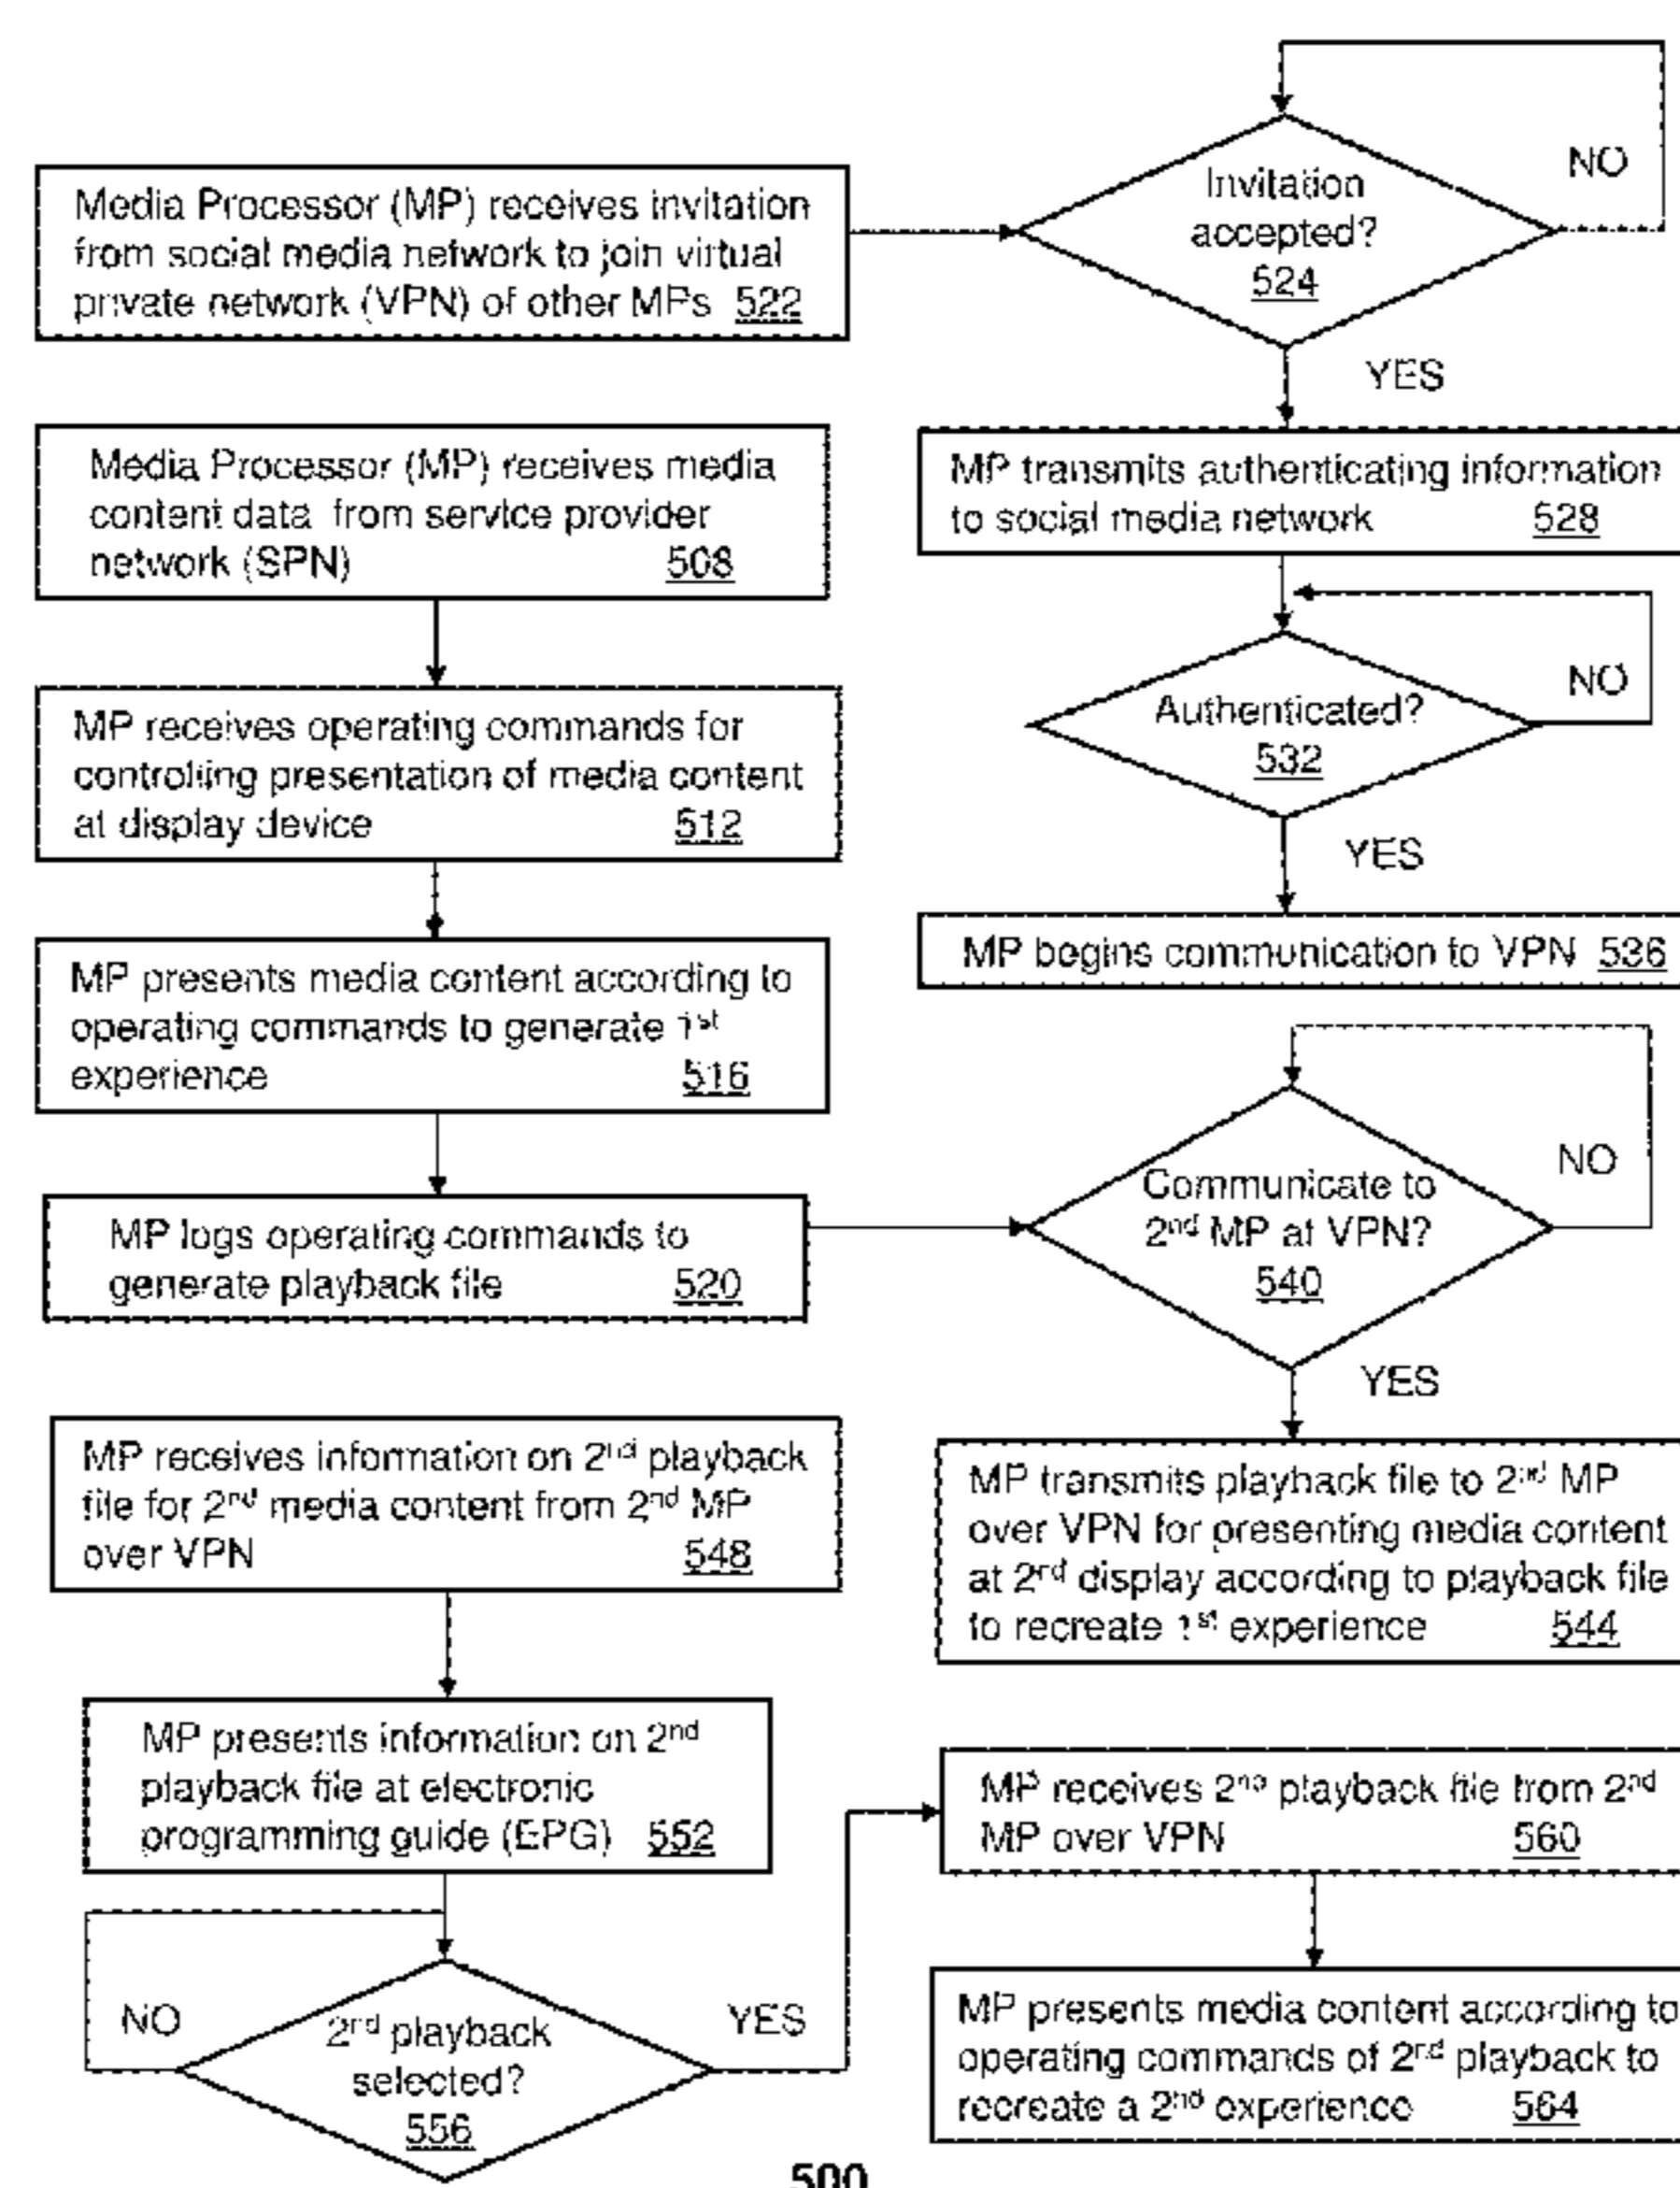 Media Processor (MP) receives invitation
from social media network to join virtual
private network (VPN) of other MPs 522
Invitation
accepted?
524
NO
YES
Media Processor (MP) receives media
content data from service provider
network (SPN) 508
MP transmits authenticating information
to social media network 528
MP receives operating commands for
controlling presentation of media content
at display device 512
Authenticated?
532
NO
YES
MP presents media content according to
operating commands to generate 1st
experience 516
MP begins communication to VPN 536
MP logs operating commands to
generate playback file 520
Communicate to
2nd MP at VPN?
540
NO
YES
MP receives information on 2nd playback
file for 2nd media content from 2nd MP
over VPN 548
MP transmits playback file to 2nd MP
over VPN for presenting media content
at 2nd display according to playback file
to recreate 1st experience 544
MP presents information on 2nd
playback file at electronic
programming guide (EPG) 552
MP receives 2nd playback file from 2nd
MP over VPN 560
NO
2nd playback
selected?
556
YES
MP presents media content according to
operating commands of 2nd playback to
recreate a 2nd experience 564
500